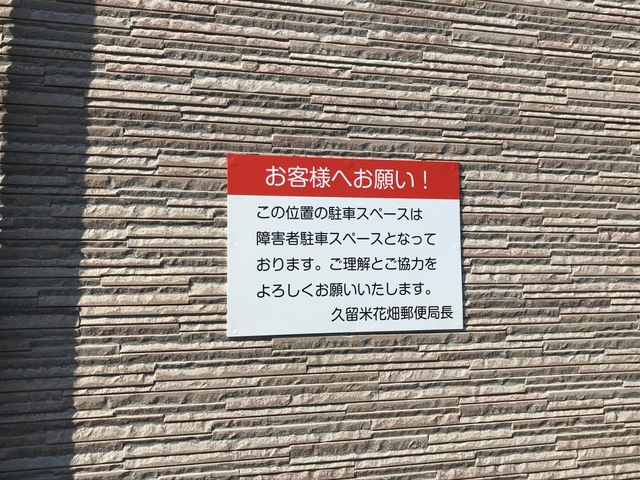 お客様へお願い！
この位置の駐車スペースは
障害者駐車スペースとなって
おります。ご理解とご協力を
よろしくお願いいたします。
久留米花畑郵便局長